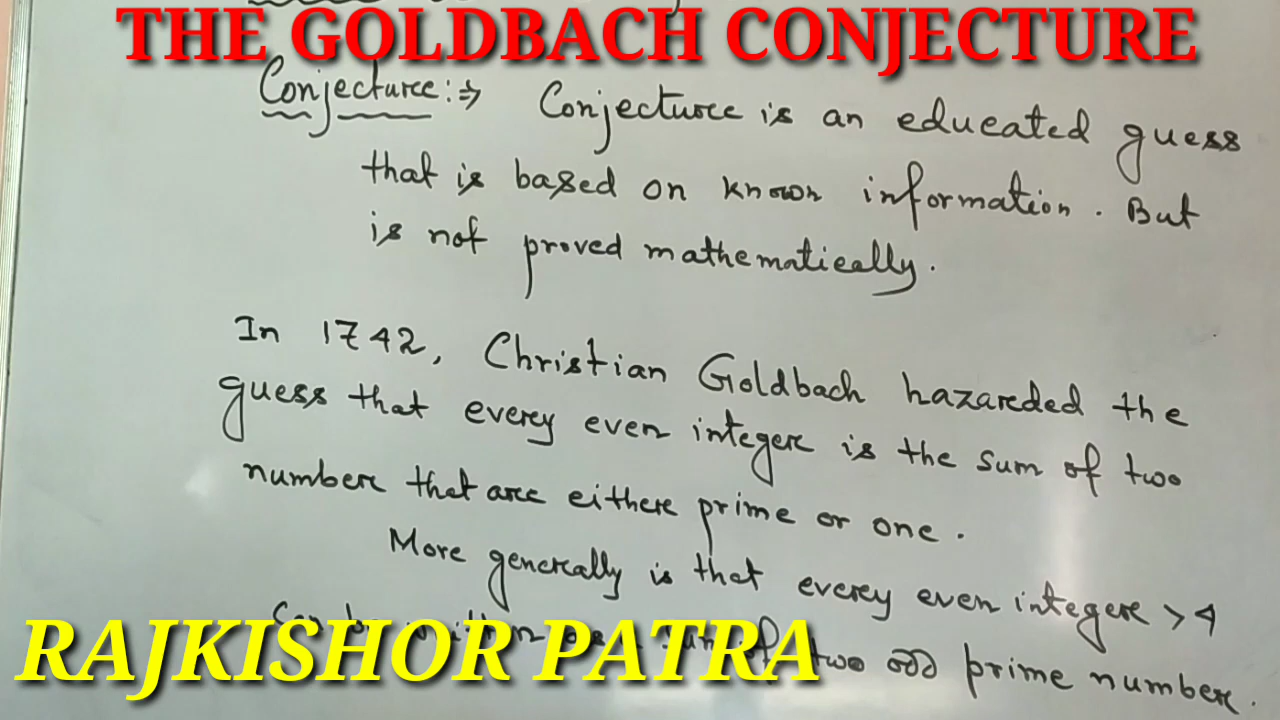 THE GOLDBACH CONJECTURE
Conjecture :⇒ Conjecture is an educated guess
that is based on known information. But
is not proved mathematically.
In 1742, Christian Goldbach hazarded the
guess that every even integer is the sum of two
number that are either prime or one.
More generally is that every even integer > 4
two odd prime number.
RAJKISHOR PATRA